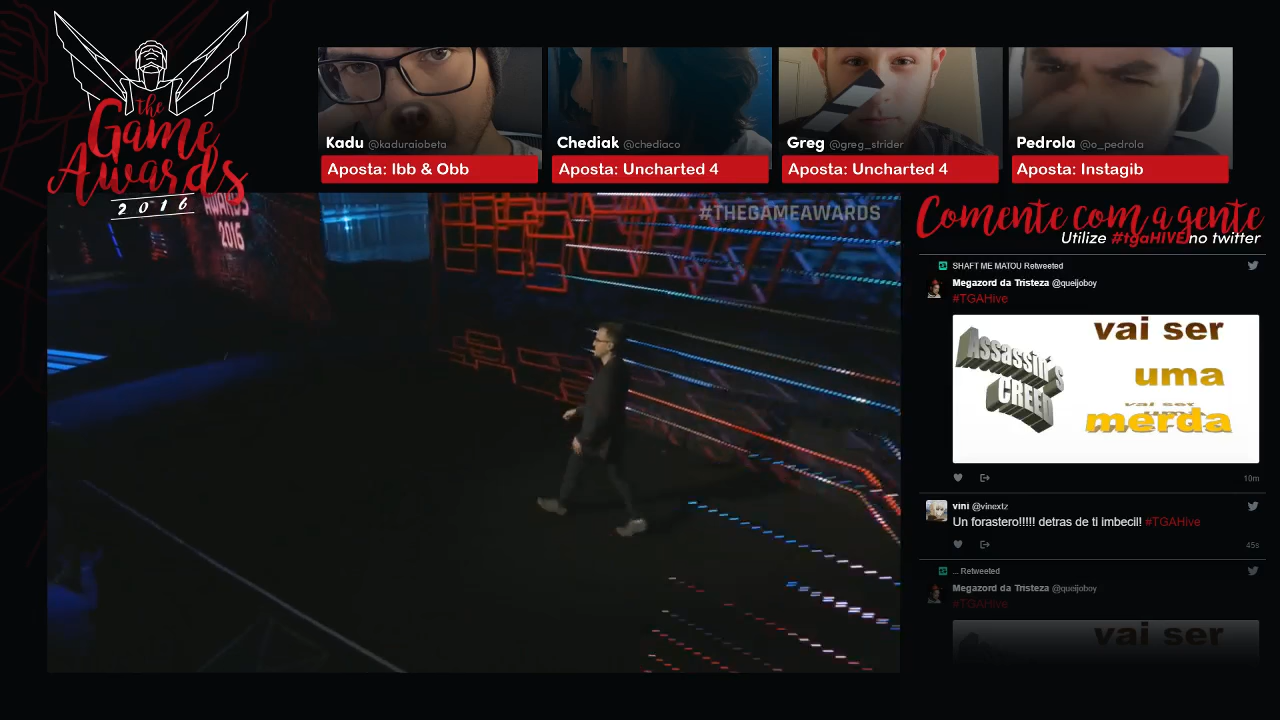 the
Game
Awards
2016
Kadu @kaduraiobeta
Aposta: Ibb & Obb
Chediak @chediaco
Aposta: Uncharted 4
Greg @greg_strider
Aposta: Uncharted 4
Pedrola @o_pedrola
Aposta: Instagib
AWARDS
2016
#THEGAMEAWARDS
Comente com a gente
Utilize #tgaHIVE no twitter
SHAFT ME MATOU Retweeted
Megazord da Tristeza @queijoboy
#TGAHive
Assassin's
CREED
vai ser
uma
vai ser
uma
merda
10m
vini @vinextz
Un forastero!!!!! detras de ti imbecil! #TGAHive
45s
... Retweeted
Megazord da Tristeza @queijoboy
#TGAHive
vai ser